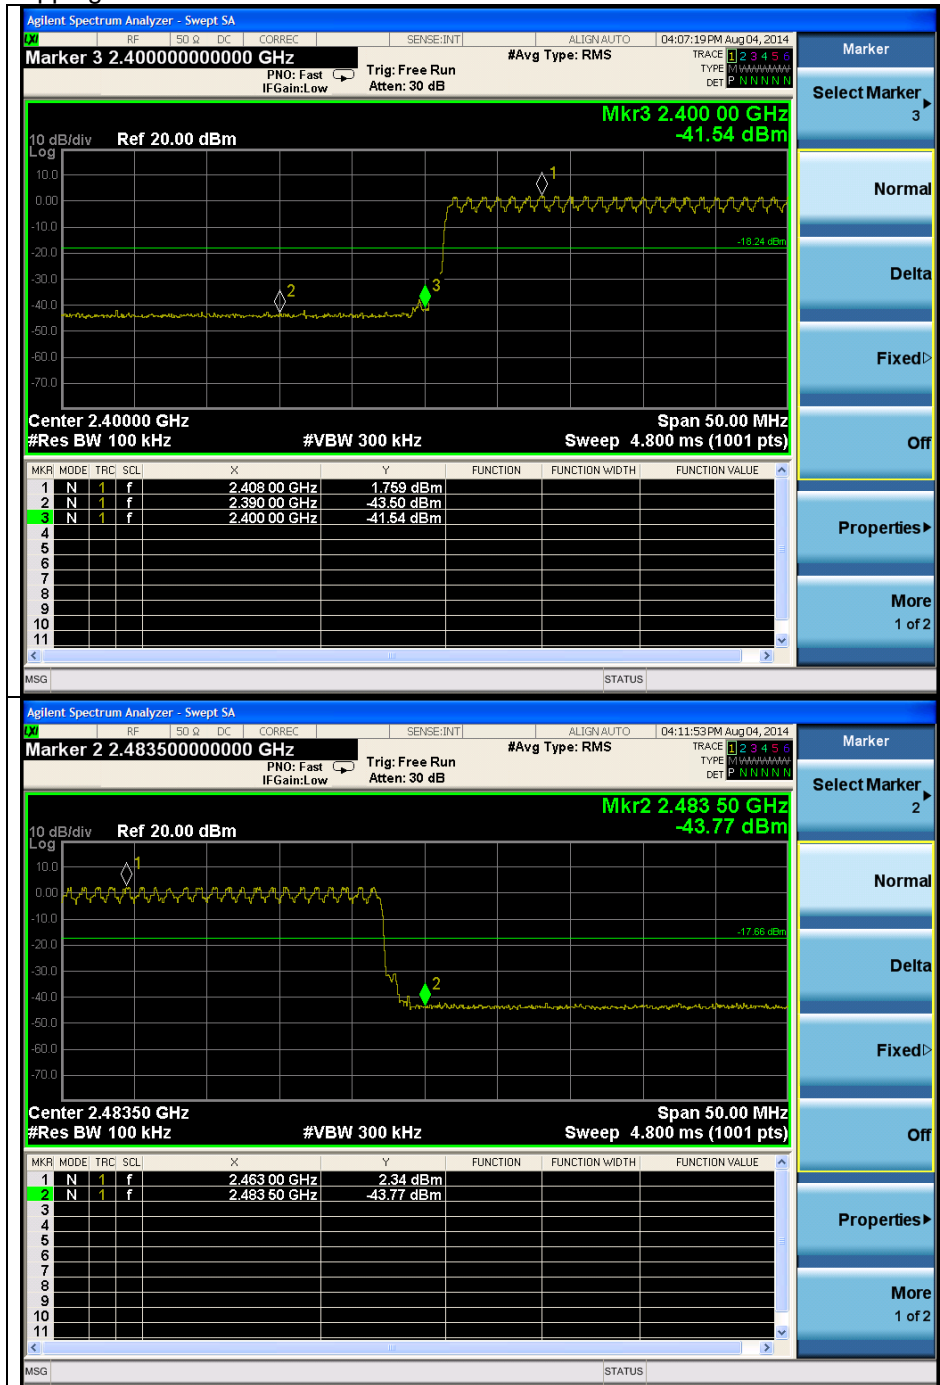 Agilent Spectrum Analyzer - Swept SA
LXI RF 50 Ω DC CORREC SENSE:INT ALIGN AUTO 04:07:19 PM Aug 04, 2014
Marker 3 2.400000000000 GHz
PNO: Fast
IFGain:Low
Trig: Free Run
Atten: 30 dB
#Avg Type: RMS
TRACE 1 2 3 4 5 6
TYPE M WWWWW
DET P N N N N N
Mkr3 2.400 00 GHz
-41.54 dBm
10 dB/div Ref 20.00 dBm
Log
10.0
0.00
-10.0
-20.0
-30.0
-40.0
-50.0
-60.0
-70.0
1
2
3
-18.24 dBm
Center 2.40000 GHz Span 50.00 MHz
#Res BW 100 kHz #VBW 300 kHz Sweep 4.800 ms (1001 pts)
MKR MODE TRC SCL X Y FUNCTION FUNCTION WIDTH FUNCTION VALUE
1 N 1 f 2.408 00 GHz 1.759 dBm
2 N 1 f 2.390 00 GHz -43.50 dBm
3 N 1 f 2.400 00 GHz -41.54 dBm
4
5
6
7
8
9
10
11
MSG STATUS
Marker
Select Marker
3
Normal
Delta
Fixed
Off
Properties
More
1 of 2
Agilent Spectrum Analyzer - Swept SA
LXI RF 50 Ω DC CORREC SENSE:INT ALIGN AUTO 04:11:53 PM Aug 04, 2014
Marker 2 2.483500000000 GHz
PNO: Fast
IFGain:Low
Trig: Free Run
Atten: 30 dB
#Avg Type: RMS
TRACE 1 2 3 4 5 6
TYPE M WWWWW
DET P N N N N N
Mkr2 2.483 50 GHz
-43.77 dBm
10 dB/div Ref 20.00 dBm
Log
10.0
0.00
-10.0
-20.0
-30.0
-40.0
-50.0
-60.0
-70.0
1
2
-17.66 dBm
Center 2.48350 GHz Span 50.00 MHz
#Res BW 100 kHz #VBW 300 kHz Sweep 4.800 ms (1001 pts)
MKR MODE TRC SCL X Y FUNCTION FUNCTION WIDTH FUNCTION VALUE
1 N 1 f 2.463 00 GHz 2.34 dBm
2 N 1 f 2.483 50 GHz -43.77 dBm
3
4
5
6
7
8
9
10
11
MSG STATUS
Marker
Select Marker
2
Normal
Delta
Fixed
Off
Properties
More
1 of 2